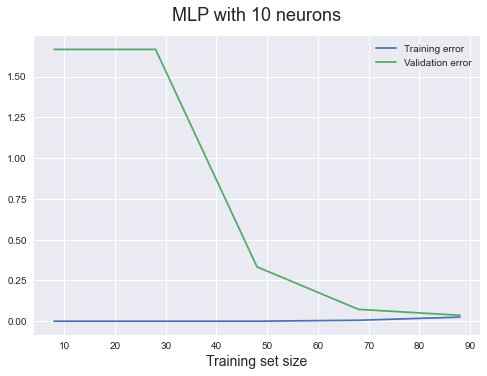 MLP with 10 neurons
Training error
Validation error
1.50
1.25
1.00
0.75
0.50
0.25
0.00
10 20 30 40 50 60 70 80 90
Training set size